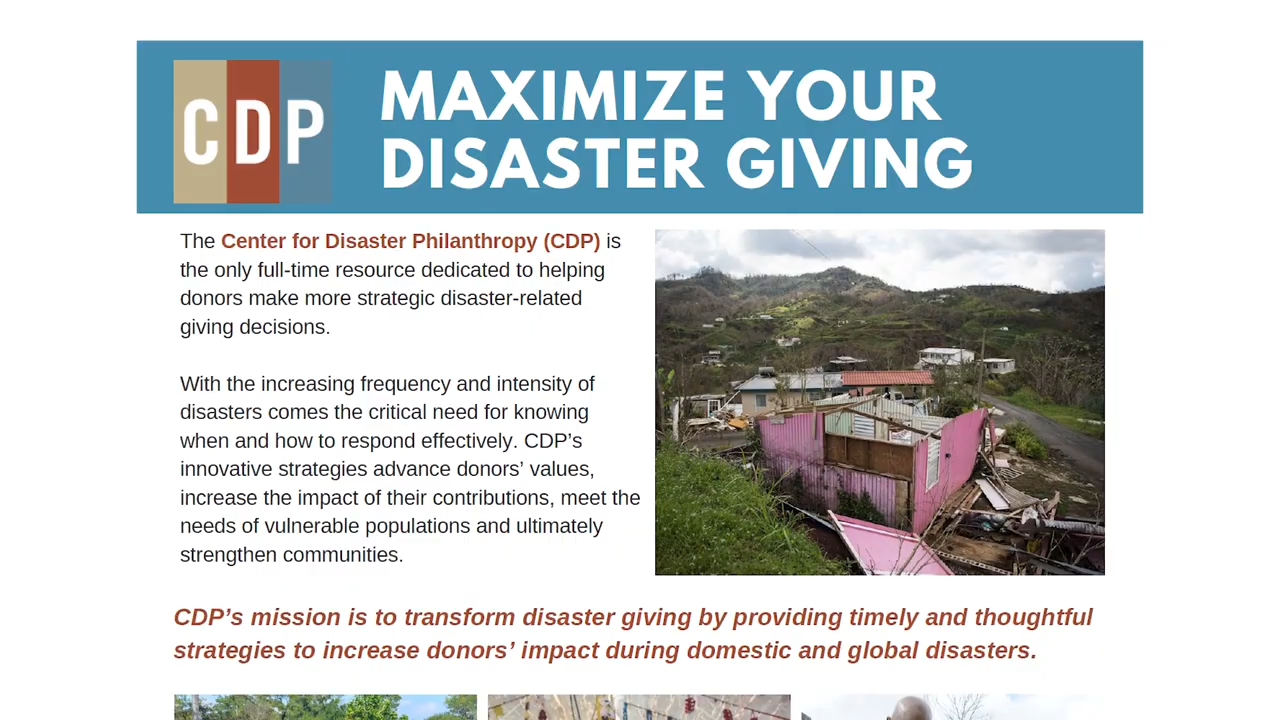 CDP
MAXIMIZE YOUR
DISASTER GIVING
The Center for Disaster Philanthropy (CDP) is
the only full-time resource dedicated to helping
donors make more strategic disaster-related
giving decisions.
With the increasing frequency and intensity of
disasters comes the critical need for knowing
when and how to respond effectively. CDP’s
innovative strategies advance donors’ values,
increase the impact of their contributions, meet the
needs of vulnerable populations and ultimately
strengthen communities.
CDP’s mission is to transform disaster giving by providing timely and thoughtful
strategies to increase donors’ impact during domestic and global disasters.